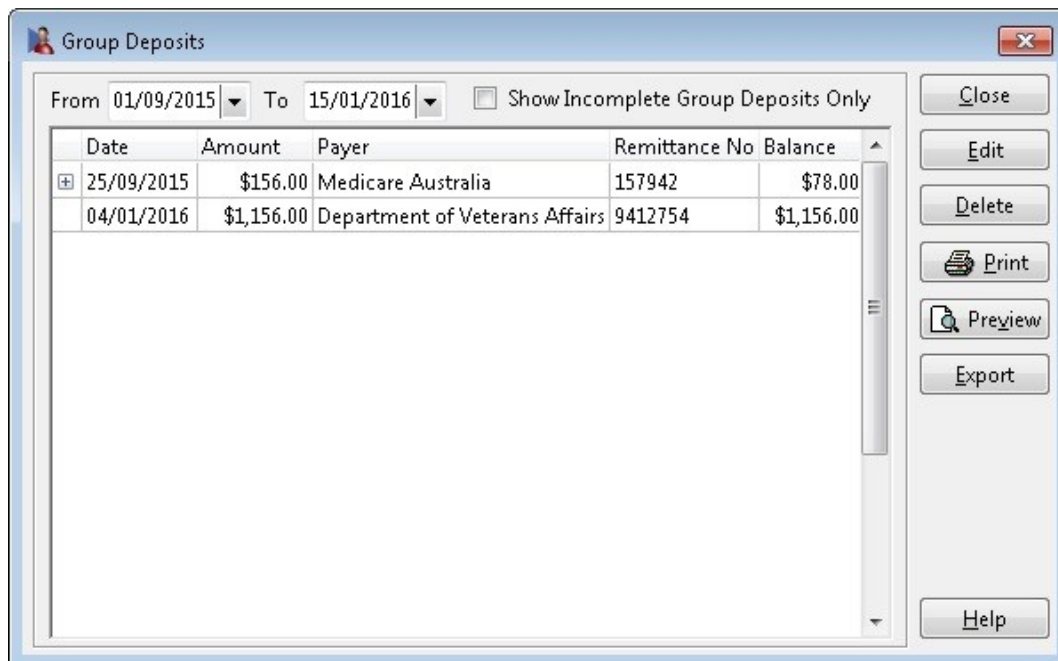 Group Deposits
From 01/09/2015 To 15/01/2016 Show Incomplete Group Deposits Only
Close
Date Amount Payer Remittance No Balance
Edit
25/09/2015 $156.00 Medicare Australia 157942 $78.00
04/01/2016 $1,156.00 Department of Veterans Affairs 9412754 $1,156.00
Delete
Print
Preview
Export
Help